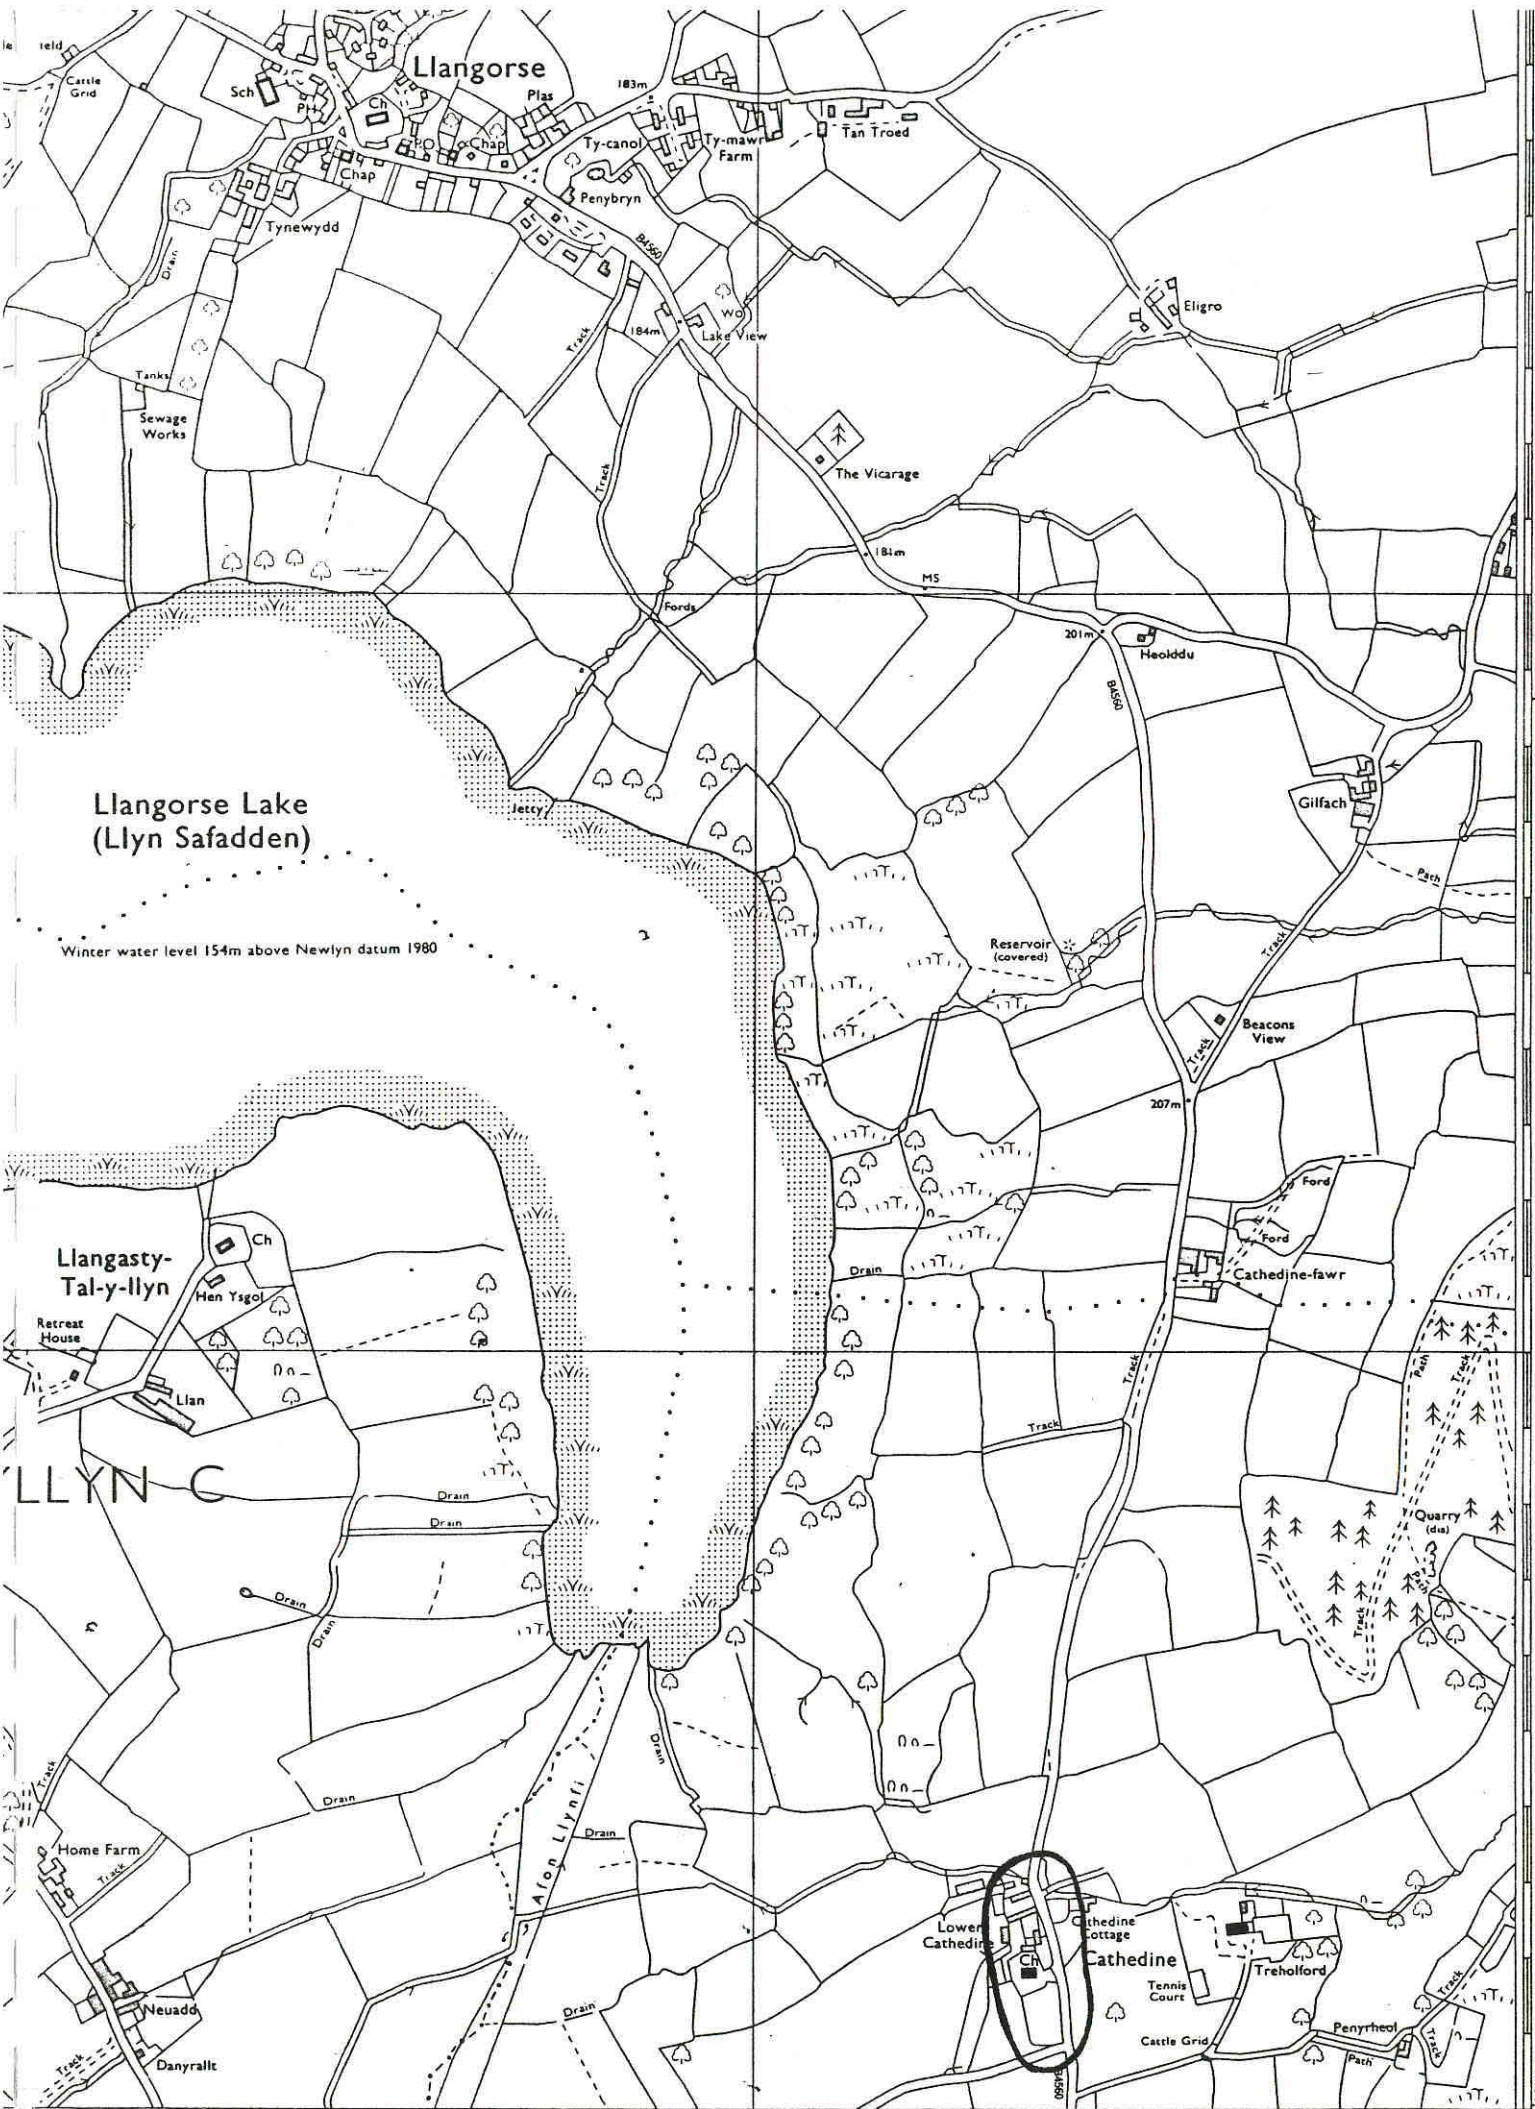 ield
Cattle
Grid
Sch
PH
Ch
Llangorse
Plas
183m
PO
Chap
Chap
Ty-canol
Ty-mawr
Farm
Tan Troed
Penybryn
Tynewydd
Drain
B4560
Eligro
184m
Track
Lake View
Tanks
Sewage
Works
Track
The Vicarage
181m
MS
Fords
201m
Heolddu
B4560
Llangorse Lake
(Llyn Safadden)
Jetty
Gilfach
Path
Winter water level 154m above Newlyn datum 1980
Reservoir
(covered)
Track
Beacons
View
Track
207m
Ford
Ford
Ch
Llangasty-
Tal-y-llyn
Hen Ysgol
Drain
Cathedine-fawr
Retreat
House
Track
Path
Track
Llan
Track
LLYN C
Drain
Drain
Quarry
(dis)
Path
Drain
Drain
Track
Track
Drain
Drain
Afon Llynfi
Drain
Home Farm
Track
Lower
Cathedine
Cathedine
Cottage
Ch
Cathedine
Treholford
Tennis
Court
Track
Neuadd
Drain
Cattle Grid
Penyrheol
Path
Track
Track
Danyrallt
B4560